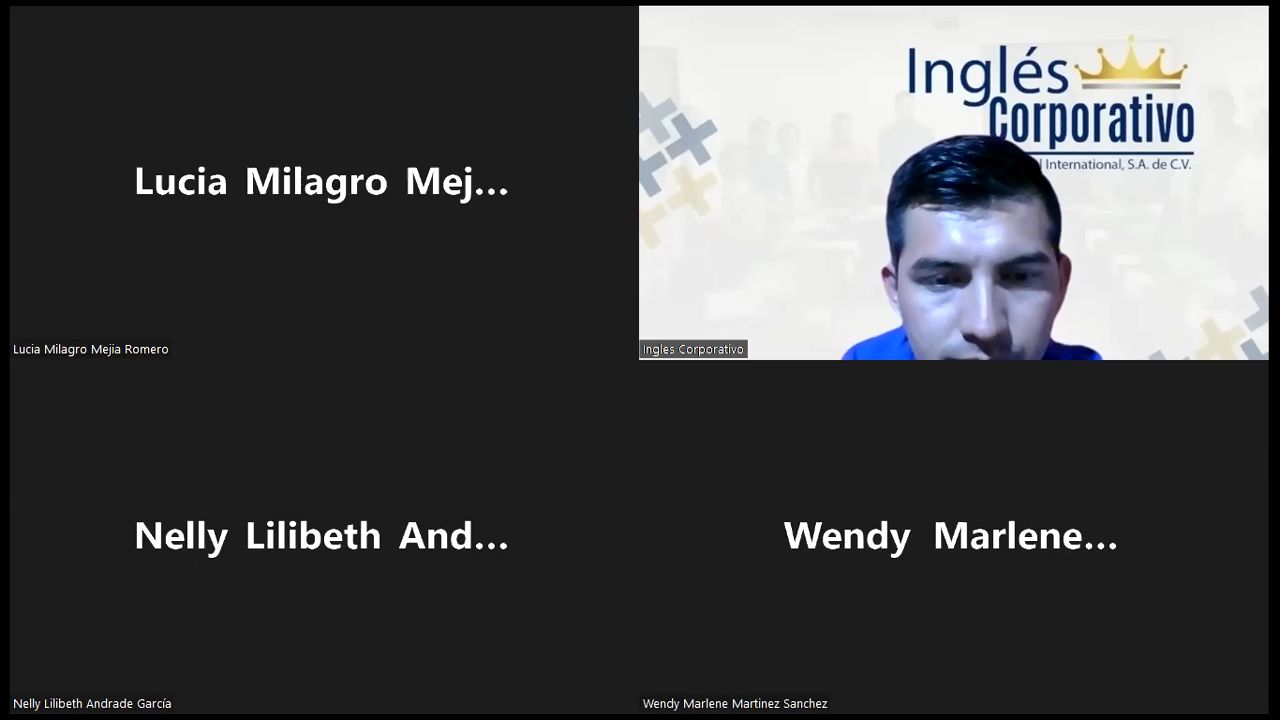 Lucia Milagro Mej...
Lucia Milagro Mejia Romero
Inglés
Corporativo
International, S.A. de C.V.
Ingles Corporativo
Nelly Lilibeth And...
Nelly Lilibeth Andrade García
Wendy Marlene...
Wendy Marlene Martinez Sanchez